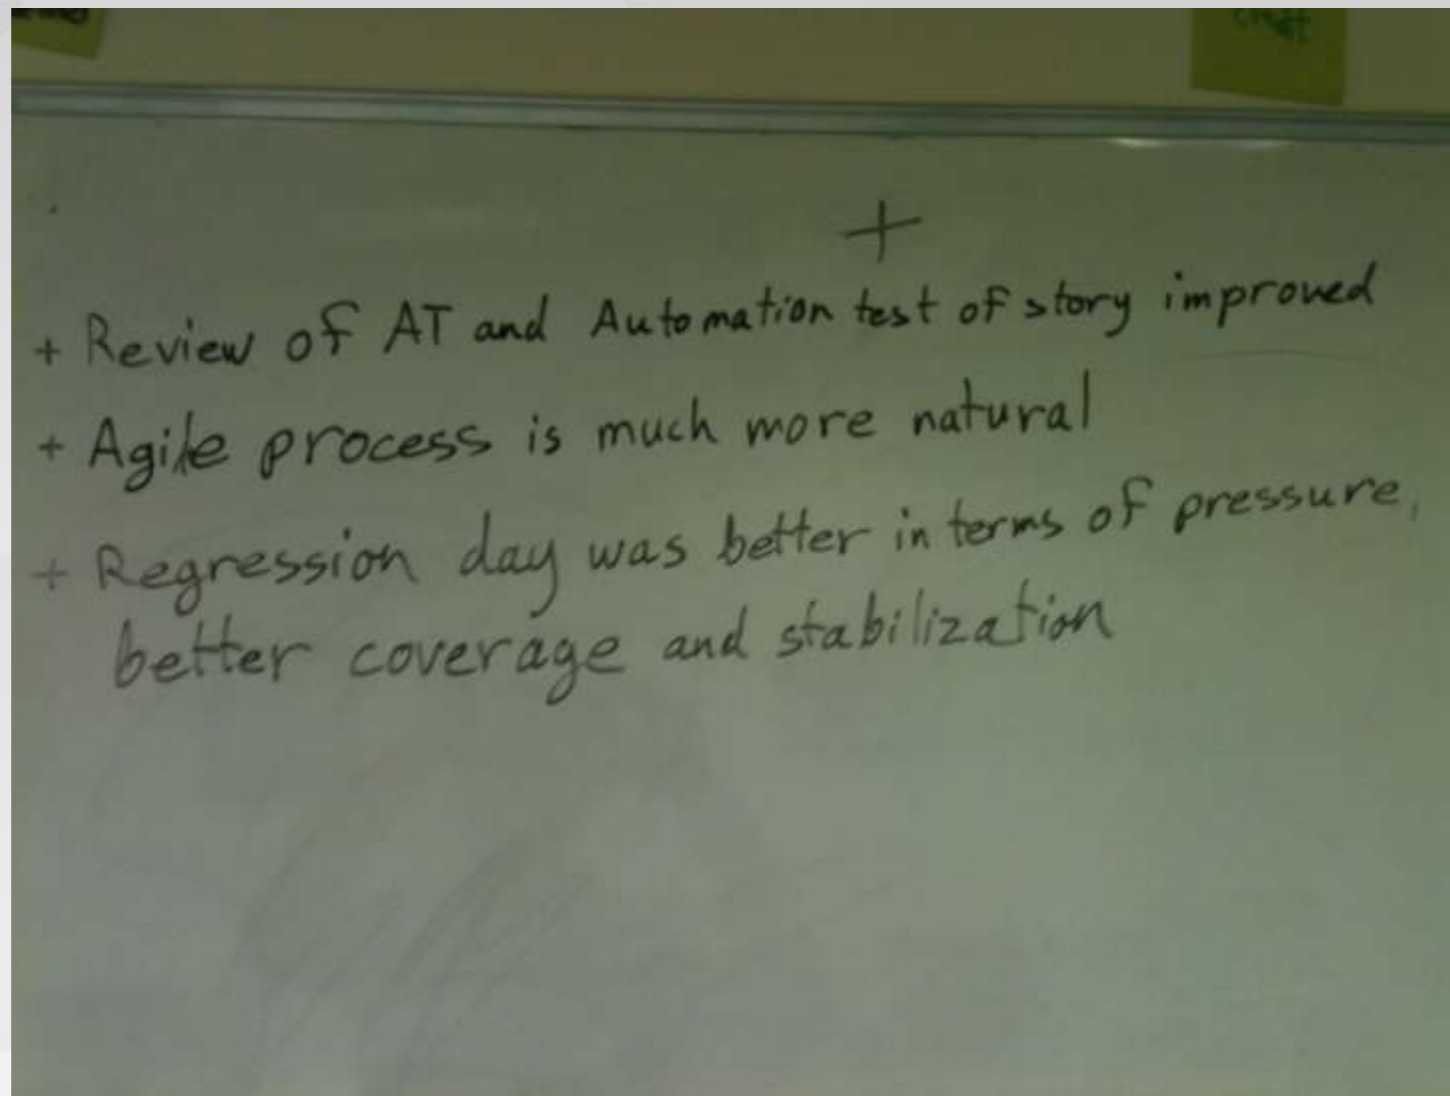 +
+ Review of AT and Automation test of story improved
+ Agile process is much more natural
+ Regression day was better in terms of pressure,
better coverage and stabilization